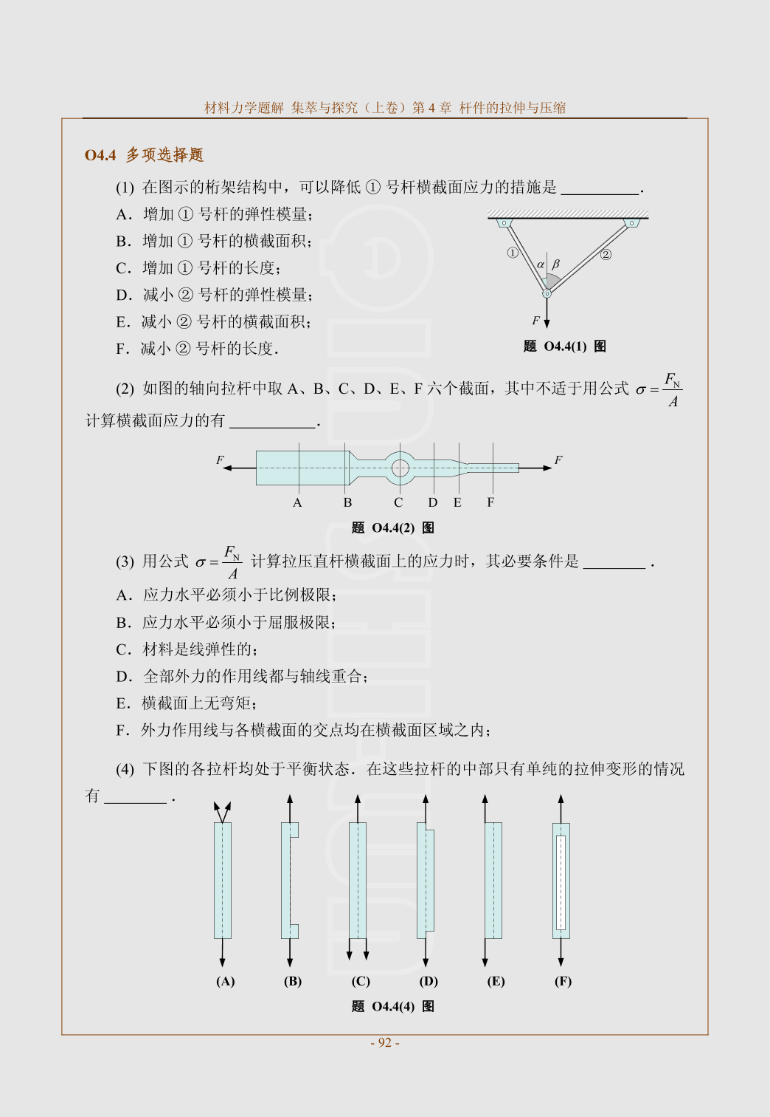 材料力学题解 集萃与探究（上卷）第 4 章 杆件的拉伸与压缩
O4.4 多项选择题
(1) 在图示的桁架结构中，可以降低 ① 号杆横截面应力的措施是 __________．
A．增加 ① 号杆的弹性模量；
B．增加 ① 号杆的横截面积；
C．增加 ① 号杆的长度；
D．减小 ② 号杆的弹性模量；
E．减小 ② 号杆的横截面积；
F．减小 ② 号杆的长度．
① ②
α β
F
题 O4.4(1) 图
(2) 如图的轴向拉杆中取 A、B、C、D、E、F 六个截面，其中不适于用公式 σ = F_N / A
计算横截面应力的有 ___________．
F F
A B C D E F
题 O4.4(2) 图
(3) 用公式 σ = F_N / A 计算拉压直杆横截面上的应力时，其必要条件是 ________ ．
A．应力水平必须小于比例极限；
B．应力水平必须小于屈服极限；
C．材料是线弹性的；
D．全部外力的作用线都与轴线重合；
E．横截面上无弯矩；
F．外力作用线与各横截面的交点均在横截面区域之内；
(4) 下图的各拉杆均处于平衡状态．在这些拉杆的中部只有单纯的拉伸变形的情况
有 ________ ．
(A) (B) (C) (D) (E) (F)
题 O4.4(4) 图
- 92 -